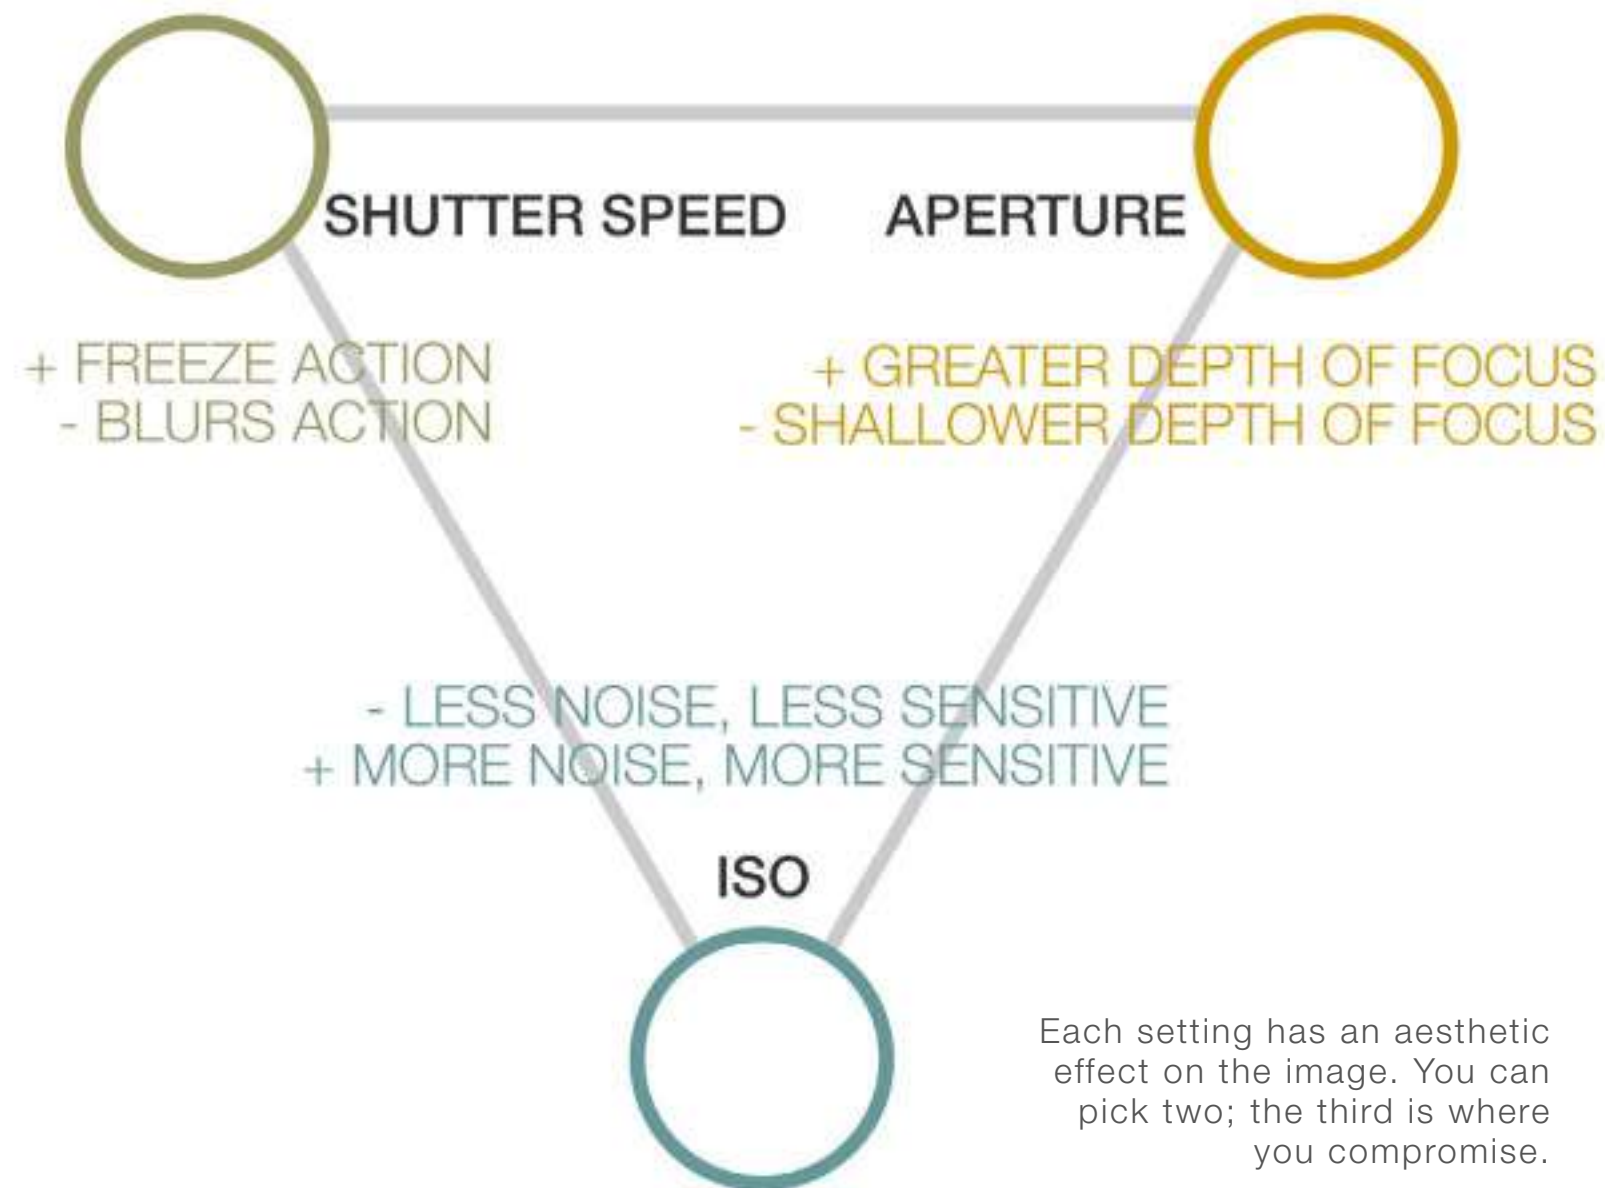 SHUTTER SPEED
APERTURE
+ FREEZE ACTION
- BLURS ACTION
+ GREATER DEPTH OF FOCUS
- SHALLOWER DEPTH OF FOCUS
- LESS NOISE, LESS SENSITIVE
+ MORE NOISE, MORE SENSITIVE
ISO
Each setting has an aesthetic
effect on the image. You can
pick two; the third is where
you compromise.